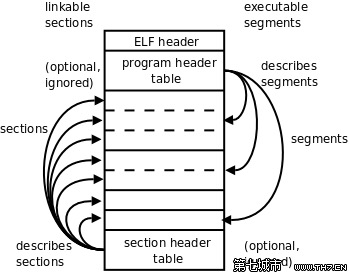 linkable
sections
executable
segments
ELF header
(optional,
ignored)
program header
table
describes
segments
sections
segments
describes
sections
section header
table
(optional,
第七城市
WWW.TH7.CN